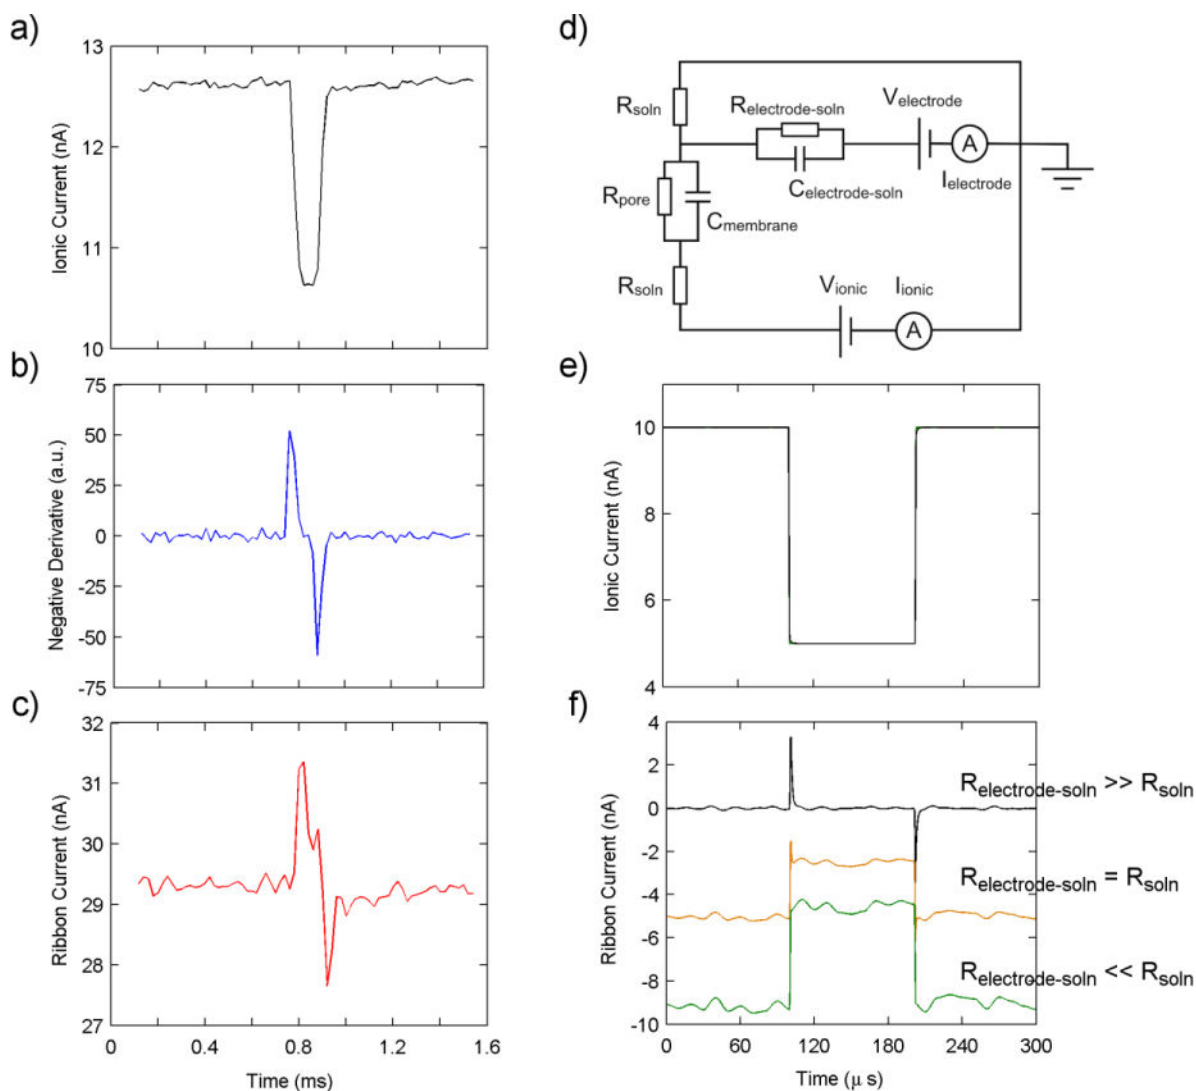 a)
13
12
11
10
Ionic Current (nA)
b)
75
50
25
0
-25
-50
-75
Negative Derivative (a.u.)
c)
32
31
30
29
28
27
Ribbon Current (nA)
0 0.4 0.8 1.2 1.6
Time (ms)
d)
Rsoln
Relectrode-soln
Velectrode
A
Ielectrode
Celectrode-soln
Rpore
Cmembrane
Rsoln
Vionic
Iionic
A
e)
10
8
6
4
Ionic Currrent (nA)
f)
4
2
0
-2
-4
-6
-8
-10
Ribbon Current (nA)
Relectrode-soln >> Rsoln
Relectrode-soln = Rsoln
Relectrode-soln << Rsoln
0 60 120 180 240 300
Time (μ s)